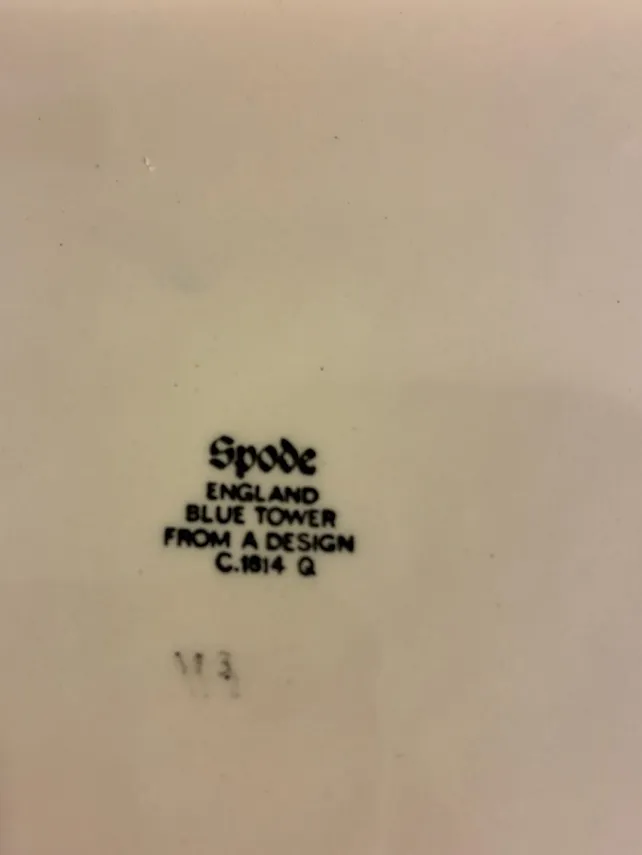 Spode
ENGLAND
BLUE TOWER
FROM A DESIGN
C.1814 Q